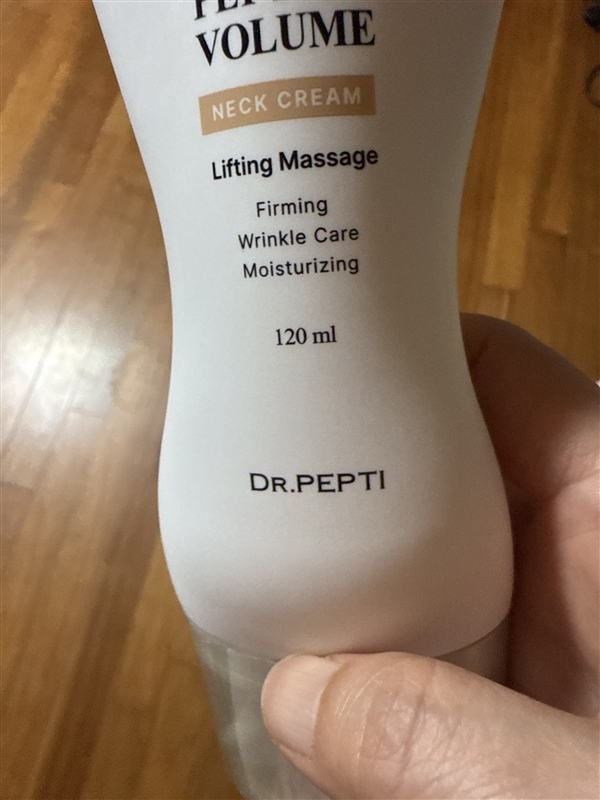 VOLUME
NECK CREAM
Lifting Massage
Firming
Wrinkle Care
Moisturizing
120 ml
DR.PEPTI